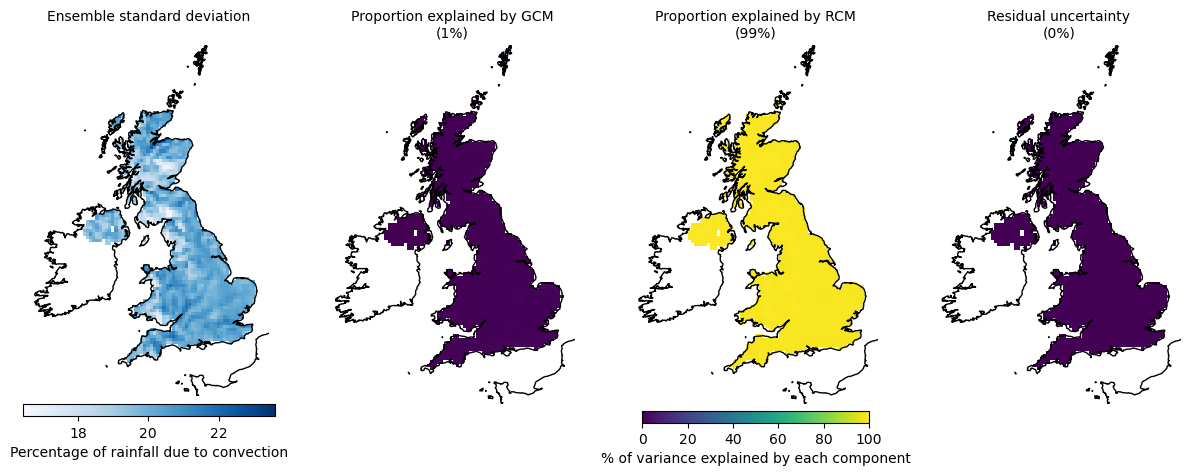 Ensemble standard deviation
Proportion explained by GCM
(1%)
Proportion explained by RCM
(99%)
Residual uncertainty
(0%)
18 20 22
Percentage of rainfall due to convection
0 20 40 60 80 100
% of variance explained by each component